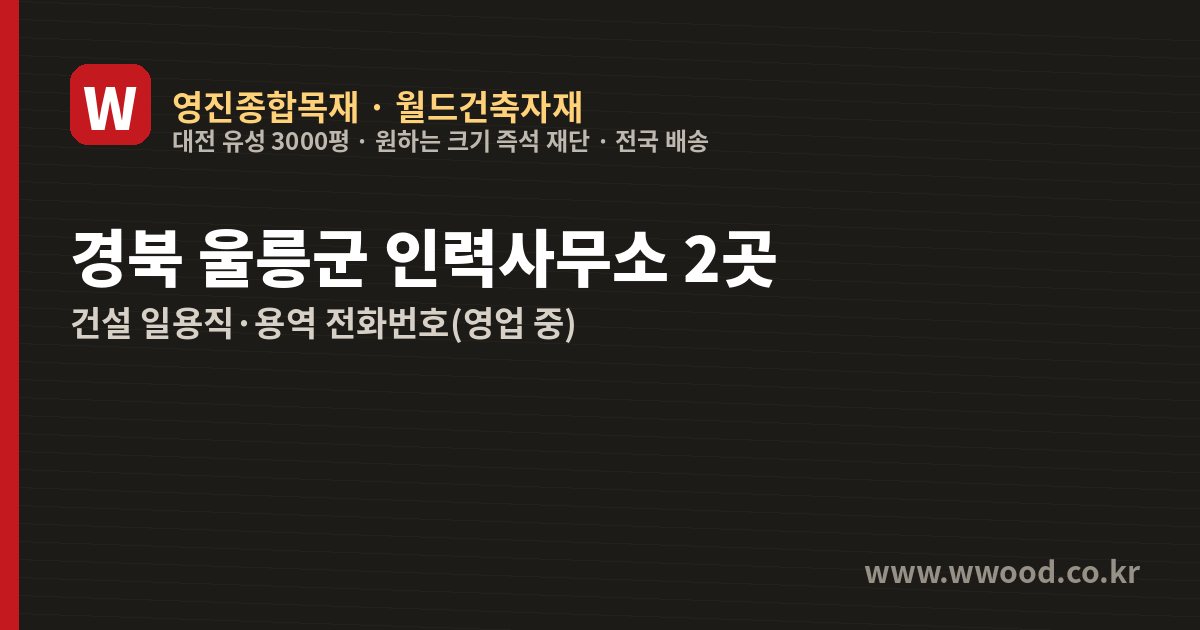 W
영진종합목재 · 월드건축자재
대전 유성 3000평 · 원하는 크기 즉석 재단 · 전국 배송
경북 울릉군 인력사무소 2곳
건설 일용직·용역 전화번호(영업 중)
www.wwood.co.kr